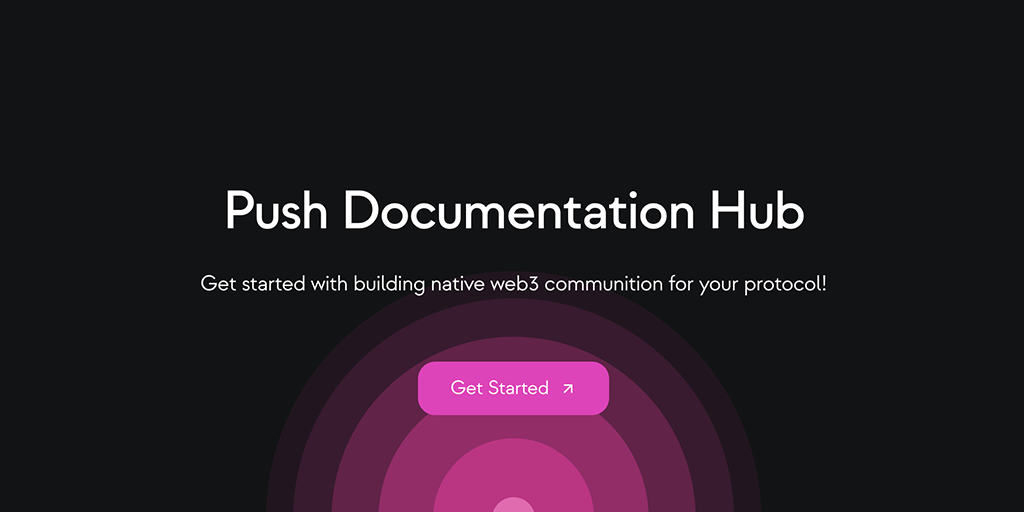 Push Documentation Hub
Get started with building native web3 communition for your protocol!
Get Started